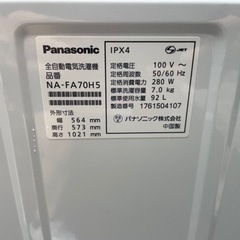 Panasonic
IPX4
JET
全自動電気洗濯機
品番
NA-FA70H5
外形寸法
幅 564 mm
奥行 573 mm
高さ 1021 mm
定格電圧 100 V~
定格周波数 50/60 Hz
定格消費電力 280 W
標準洗濯容量 7.0 kg
標準使用水量 92 L
製造番号 1761504107
パナソニック株式会社
中国製